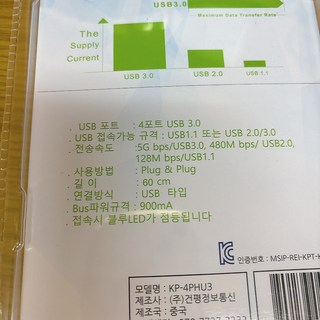 USB3.0
Maximum Data Transfer Rate
The
Supply
Current
USB 3.0
USB 2.0
USB 1.1
. USB 포트 : 4포트 USB 3.0
. USB 접속가능 규격 : USB1.1 또는 USB 2.0/3.0
. 전송속도 :5G bps/USB3.0, 480M bps/ USB2.0,
128M bps/USB1.1
. 사용방법 : Plug & Plug
. 길 이 : 60 cm
. 연결방식 : USB 타입
. Bus파워규격 : 900mA
. 접속시 블루LED가 점등됩니다
인증번호 : MSIP-REI-KPT-K
모델명 : KP-4PHU3
제조사 : (주)건평정보통신
제조국 : 중국